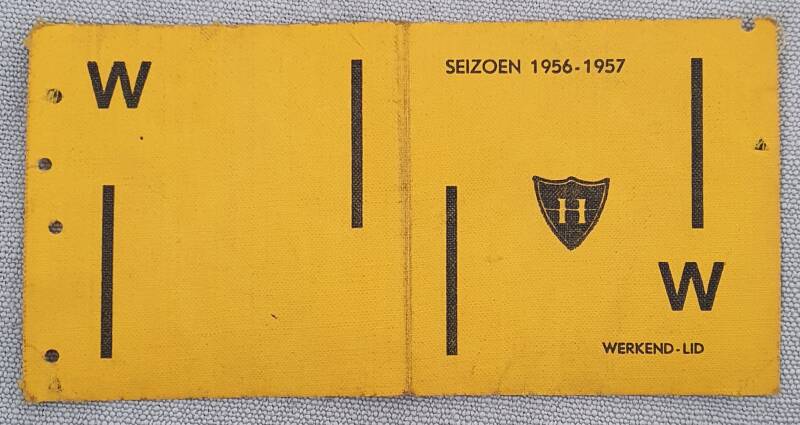 W
SEIZOEN 1956-1957
H
W
WERKEND-LID